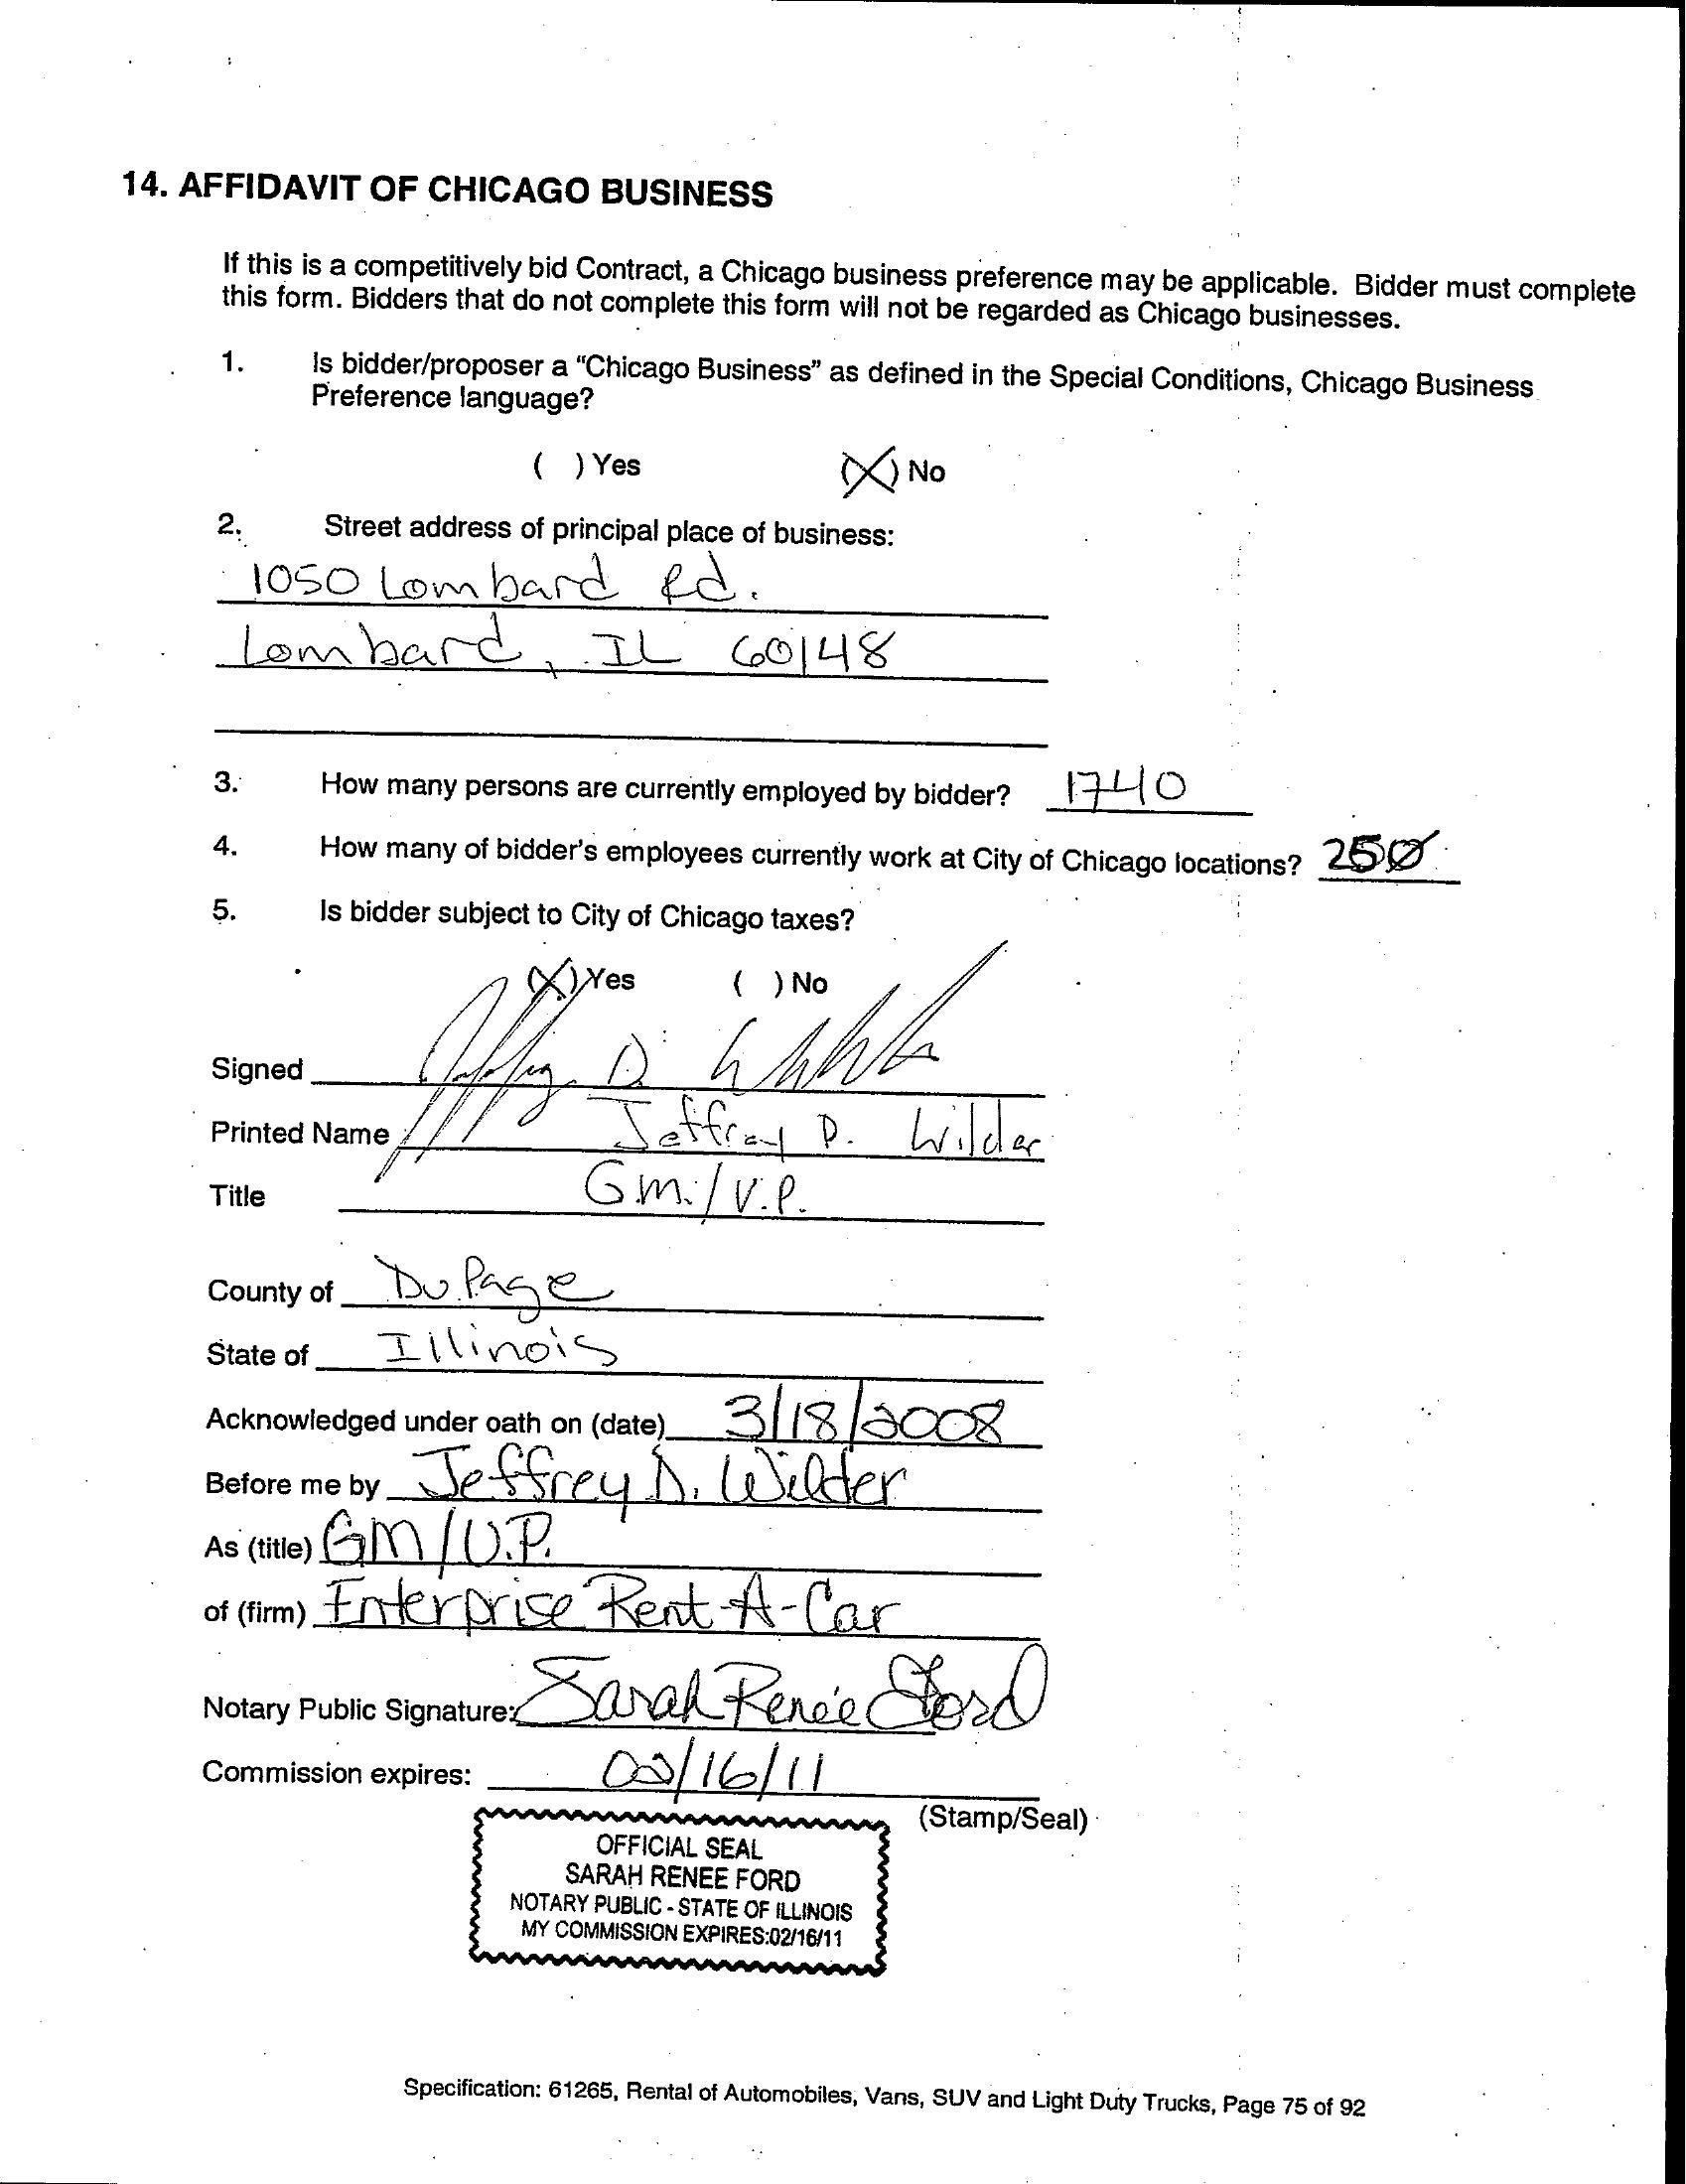 14. AFFIDAVIT OF CHICAGO BUSINESS
If this is a competitively bid Contract, a Chicago business preference may be applicable. Bidder must complete
this form. Bidders that do not complete this form will not be regarded as Chicago businesses.
1. Is bidder/proposer a "Chicago Business" as defined in the Special Conditions, Chicago Business
Preference language?
( ) Yes (X) No
2. Street address of principal place of business:
1050 Lombard Rd.
Lombard, IL 60148
3. How many persons are currently employed by bidder? 1740
4. How many of bidder's employees currently work at City of Chicago locations? 250
5. Is bidder subject to City of Chicago taxes?
(X) Yes ( ) No
Signed Jeffrey D. Wilder
Printed Name Jeffrey D. Wilder
Title G.M./V.P.
County of DuPage
State of Illinois
Acknowledged under oath on (date) 3/18/2008
Before me by Jeffrey D. Wilder
As (title) GM/V.P.
of (firm) Enterprise Rent-A-Car
Notary Public Signature: Sarah Renée Ford
Commission expires: 02/16/11
(Stamp/Seal)
OFFICIAL SEAL
SARAH RENEE FORD
NOTARY PUBLIC - STATE OF ILLINOIS
MY COMMISSION EXPIRES:02/16/11
Specification: 61265, Rental of Automobiles, Vans, SUV and Light Duty Trucks, Page 75 of 92